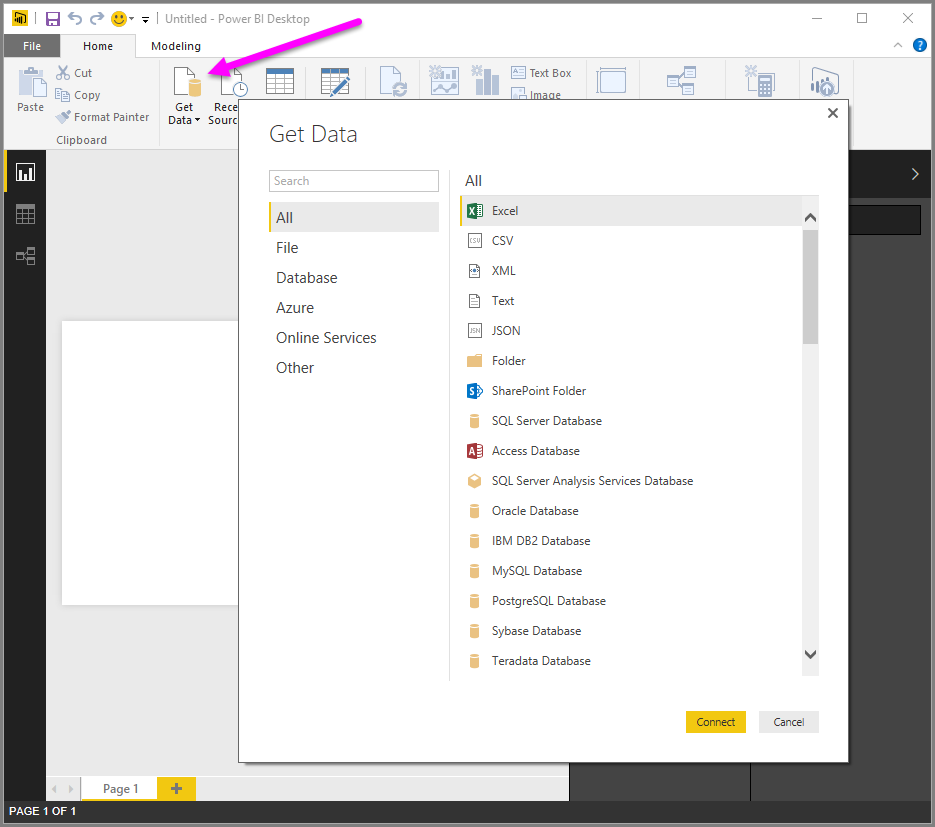 Untitled - Power BI Desktop
File
Home
Modeling
?
Paste
Cut
Copy
Format Painter
Clipboard
Get
Data
Rece
Sourc
Text Box
Image
Get Data
Search
All
File
Database
Azure
Online Services
Other
All
Excel
CSV
XML
Text
JSON
Folder
SharePoint Folder
SQL Server Database
Access Database
SQL Server Analysis Services Database
Oracle Database
IBM DB2 Database
MySQL Database
PostgreSQL Database
Sybase Database
Teradata Database
Connect
Cancel
Page 1
PAGE 1 OF 1